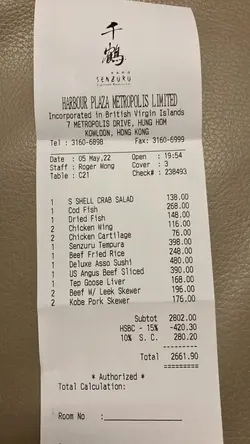 千
鶴
SENZURU
HARBOUR PLAZA METROPOLIS LIMITED
Incorporated in British Virgin Islands
7 METROPOLIS DRIVE, HUNG HOM
KOWLOON, HONG KONG
Tel : 3160-6898 Fax: 3160-6999
Date : 05 May,22 Open : 19:54
Staff : Roger Wong Cover : 3
Table : C21 Check# : 238493
1 S SHELL CRAB SALAD 138.00
1 Cod Fish 268.00
1 Dried Fish 148.00
2 Chicken Wing 116.00
2 Chicken Cartilage 76.00
1 Senzuru Tempura 398.00
1 Beef Fried Rice 248.00
1 Deluxe Asso Sushi 480.00
1 US Angus Beef Sliced 390.00
1 Tep Goose Liver 168.00
2 Beef W/ Leek Skewer 196.00
2 Kobe Pork Skewer 176.00
Subtot 2802.00
HSBC - 15% -420.30
10% S. C. 280.20
Total 2661.90
* Authorized *
Total Calculation:
Room No :